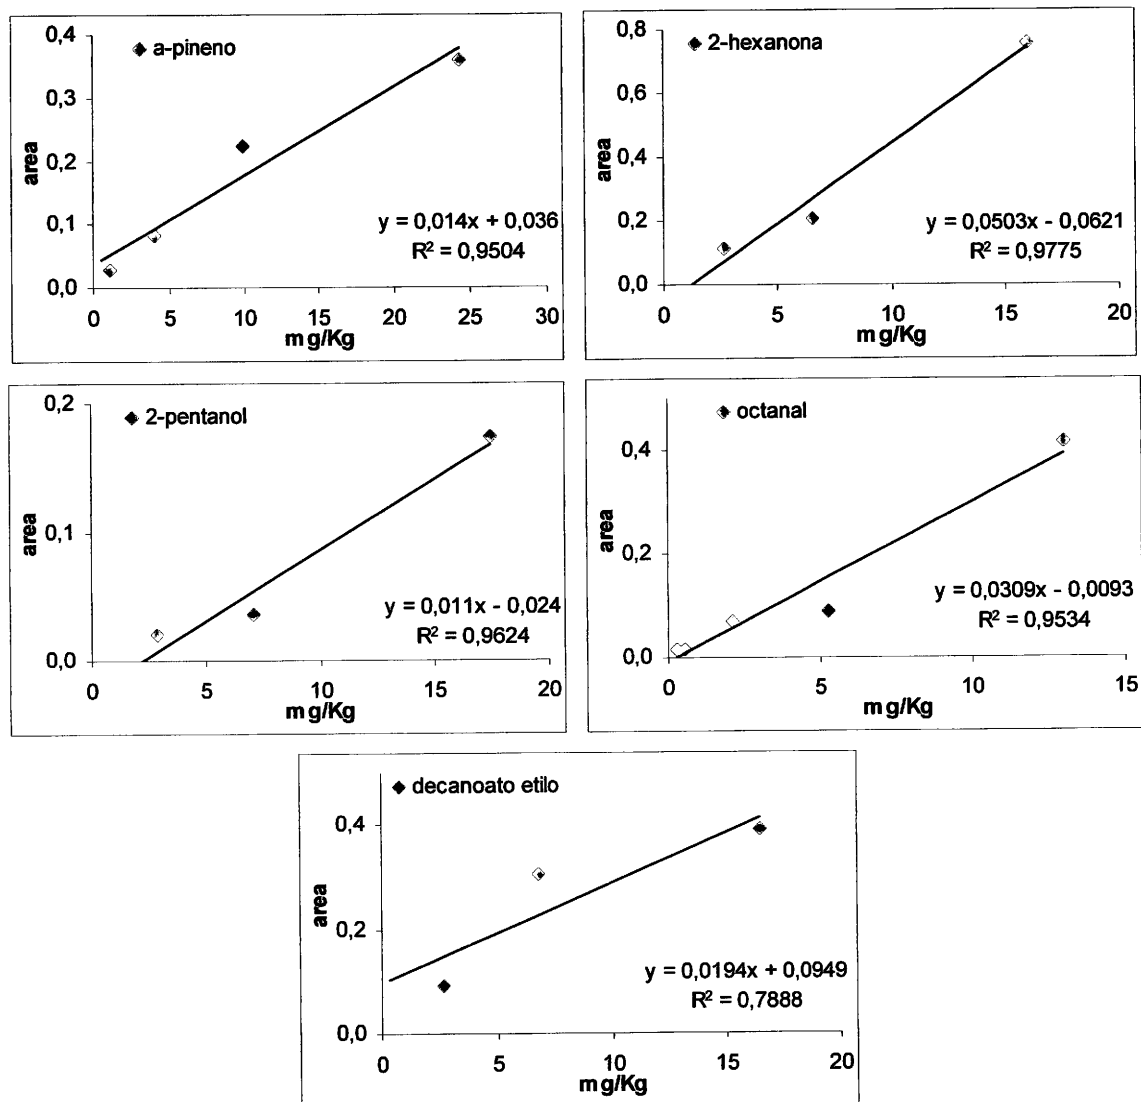 a-pineno
0,4
0,3
0,2
0,1
0,0
area
0 5 10 15 20 25 30
mg/Kg
y = 0,014x + 0,036
R² = 0,9504
2-hexanona
0,8
0,6
0,4
0,2
0,0
area
0 5 10 15 20
mg/Kg
y = 0,0503x - 0,0621
R² = 0,9775
2-pentanol
0,2
0,1
0,0
area
0 5 10 15 20
mg/Kg
y = 0,011x - 0,024
R² = 0,9624
octanal
0,4
0,2
0,0
area
0 5 10 15
mg/Kg
y = 0,0309x - 0,0093
R² = 0,9534
decanoato etilo
0,4
0,2
0,0
area
0 5 10 15 20
mg/Kg
y = 0,0194x + 0,0949
R² = 0,7888